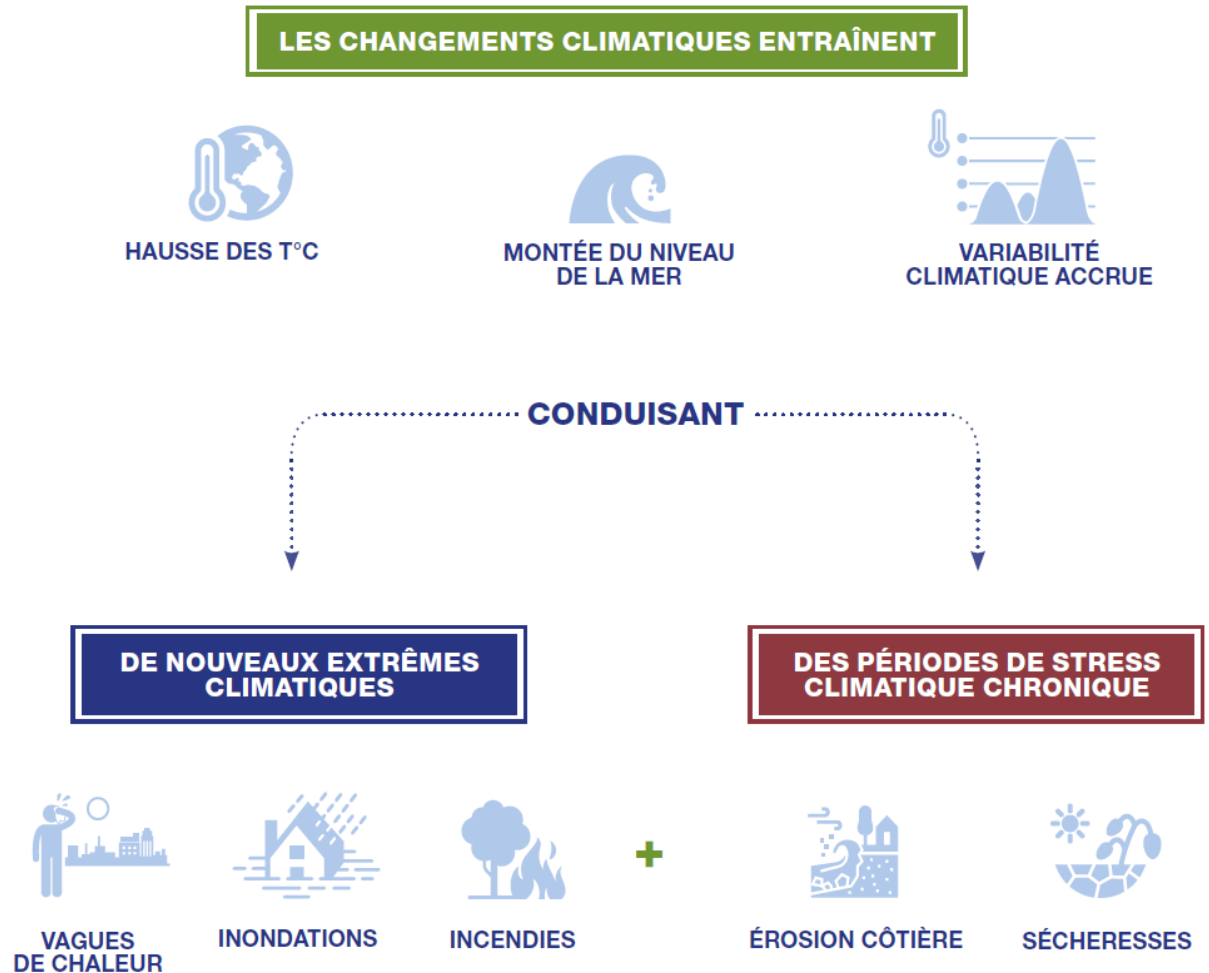 LES CHANGEMENTS CLIMATIQUES ENTRAÎNENT
HAUSSE DES T°C
MONTÉE DU NIVEAU
DE LA MER
VARIABILITÉ
CLIMATIQUE ACCRUE
CONDUISANT
DE NOUVEAUX EXTRÊMES
CLIMATIQUES
DES PÉRIODES DE STRESS
CLIMATIQUE CHRONIQUE
VAGUES
DE CHALEUR
INONDATIONS
INCENDIES
+
ÉROSION CÔTIÈRE
SÉCHERESSES